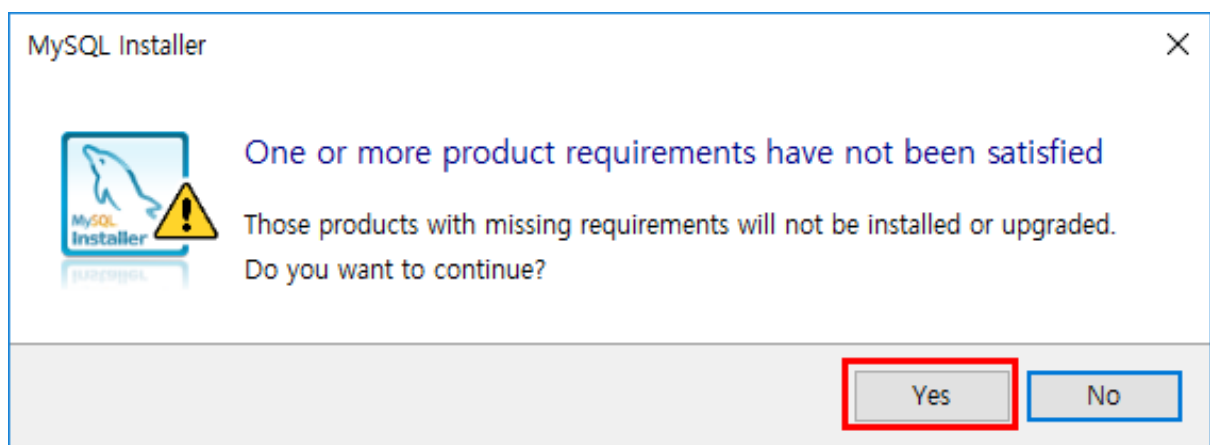 MySQL Installer
One or more product requirements have not been satisfied
MySQL
Installer
Those products with missing requirements will not be installed or upgraded.
Do you want to continue?
Yes
No